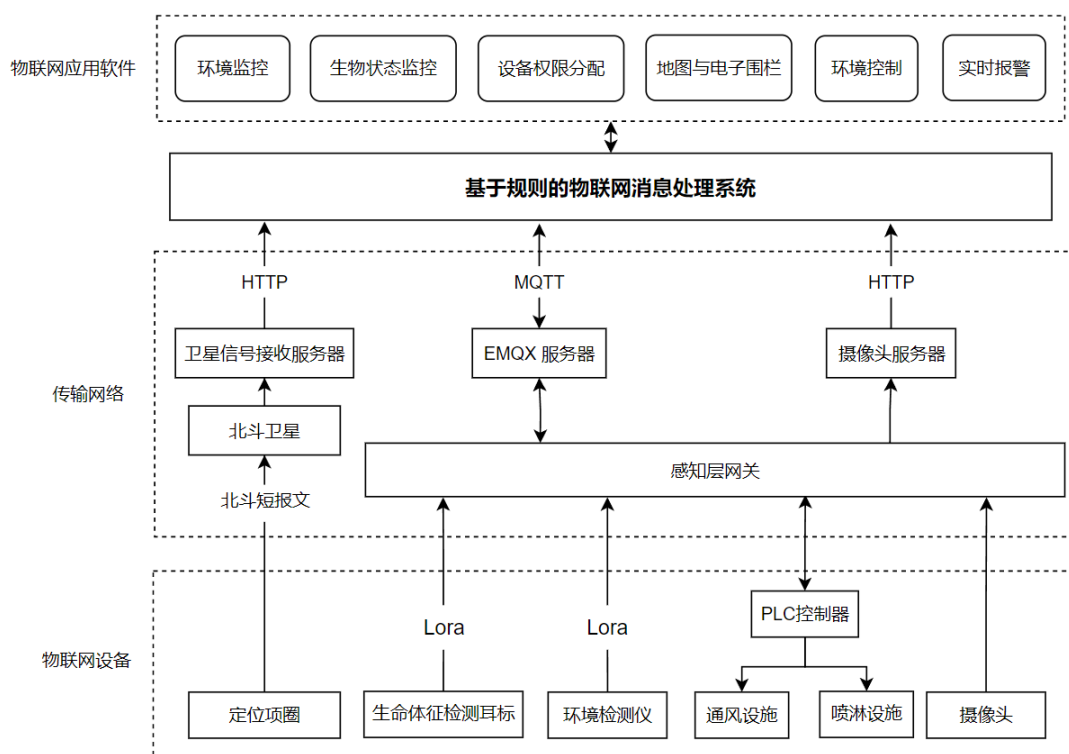 物联网应用软件
环境监控
生物状态监控
设备权限分配
地图与电子围栏
环境控制
实时报警
基于规则的物联网消息处理系统
HTTP
MQTT
HTTP
卫星信号接收服务器
EMQX 服务器
摄像头服务器
传输网络
北斗卫星
感知层网关
北斗短报文
PLC控制器
Lora
Lora
物联网设备
定位项圈
生命体征检测耳标
环境检测仪
通风设施
喷淋设施
摄像头